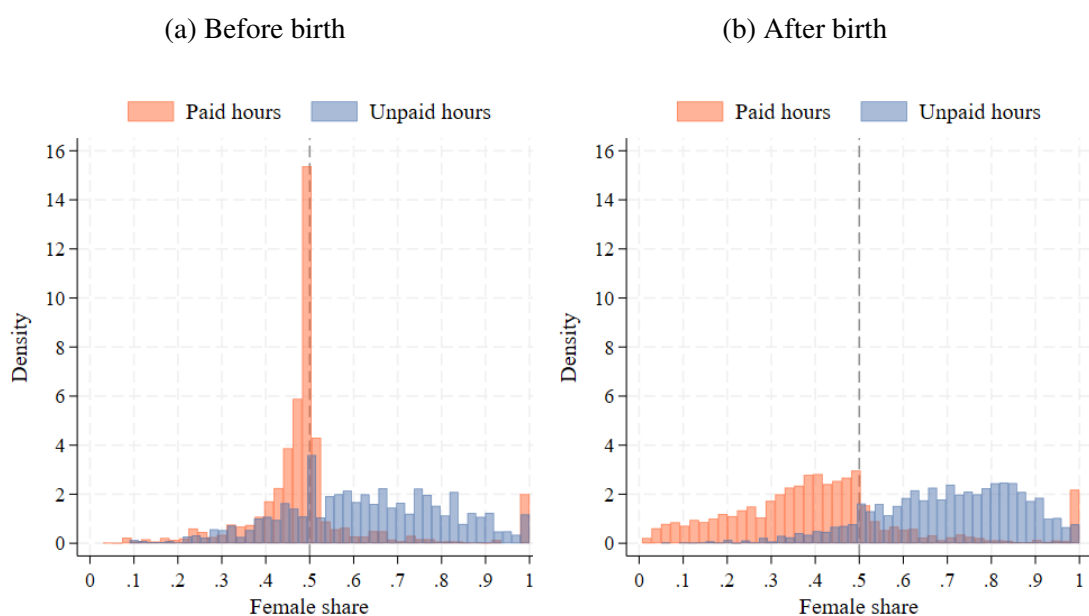 (a) Before birth
(b) After birth
Paid hours
Unpaid hours
Paid hours
Unpaid hours
16
14
12
10
8
6
4
2
0
Density
0 .1 .2 .3 .4 .5 .6 .7 .8 .9 1
Female share
16
14
12
10
8
6
4
2
0
Density
0 .1 .2 .3 .4 .5 .6 .7 .8 .9 1
Female share